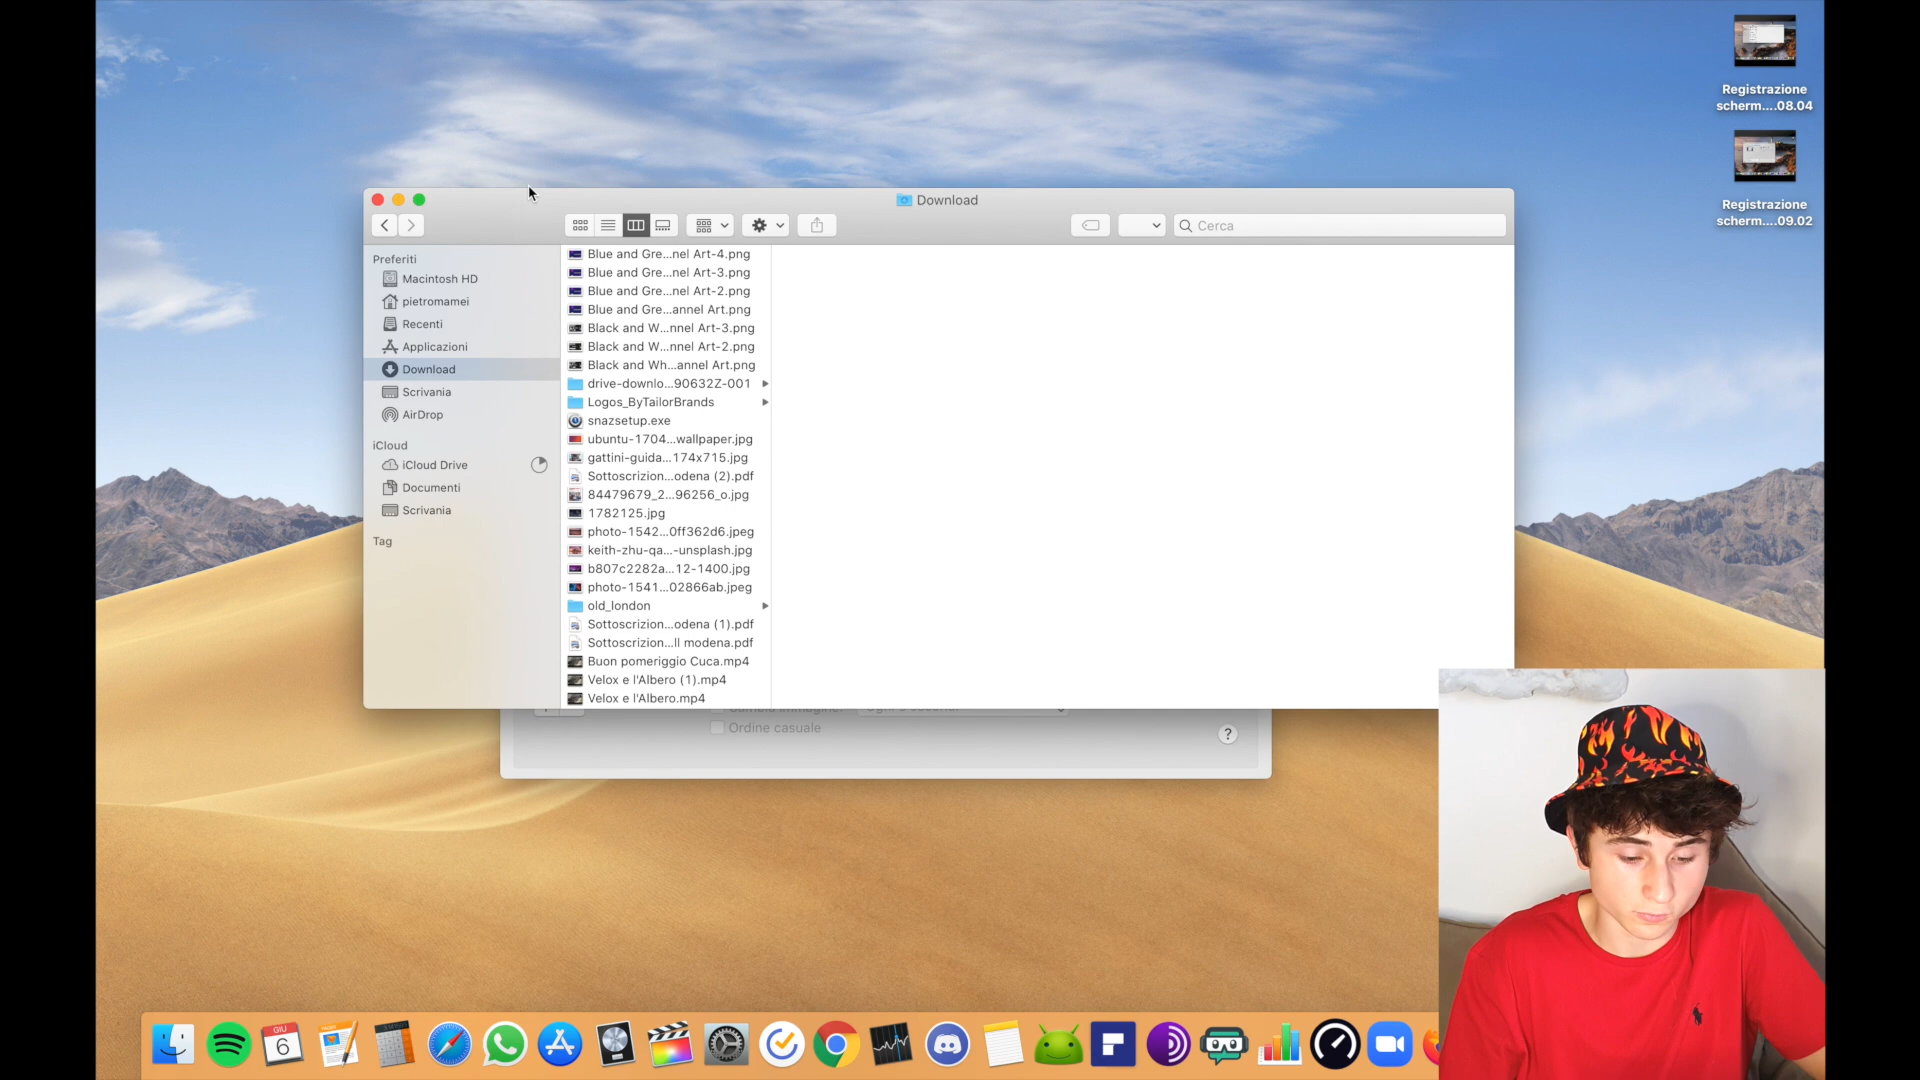 Registrazione
scherm....08.04
Registrazione
scherm....09.02
Download
Cerca
Preferiti
Macintosh HD
pietromamei
Recenti
Applicazioni
Download
Scrivania
AirDrop
iCloud
iCloud Drive
Documenti
Scrivania
Tag
Blue and Gre...nel Art-4.png
Blue and Gre...nel Art-3.png
Blue and Gre...nel Art-2.png
Blue and Gre...annel Art.png
Black and W...nnel Art-3.png
Black and W...nnel Art-2.png
Black and Wh...annel Art.png
drive-downlo...90632Z-001
Logos_ByTailorBrands
snazsetup.exe
ubuntu-1704...wallpaper.jpg
gattini-guida...174x715.jpg
Sottoscrizion...odena (2).pdf
84479679_2...96256_o.jpg
1782125.jpg
photo-1542...0ff362d6.jpeg
keith-zhu-qa...-unsplash.jpg
b807c2282a...12-1400.jpg
photo-1541...02866ab.jpeg
old_london
Sottoscrizion...odena (1).pdf
Sottoscrizion...ll modena.pdf
Buon pomeriggio Cuca.mp4
Velox e l'Albero (1).mp4
Velox e l'Albero.mp4
Ordine casuale
?
GIU
6